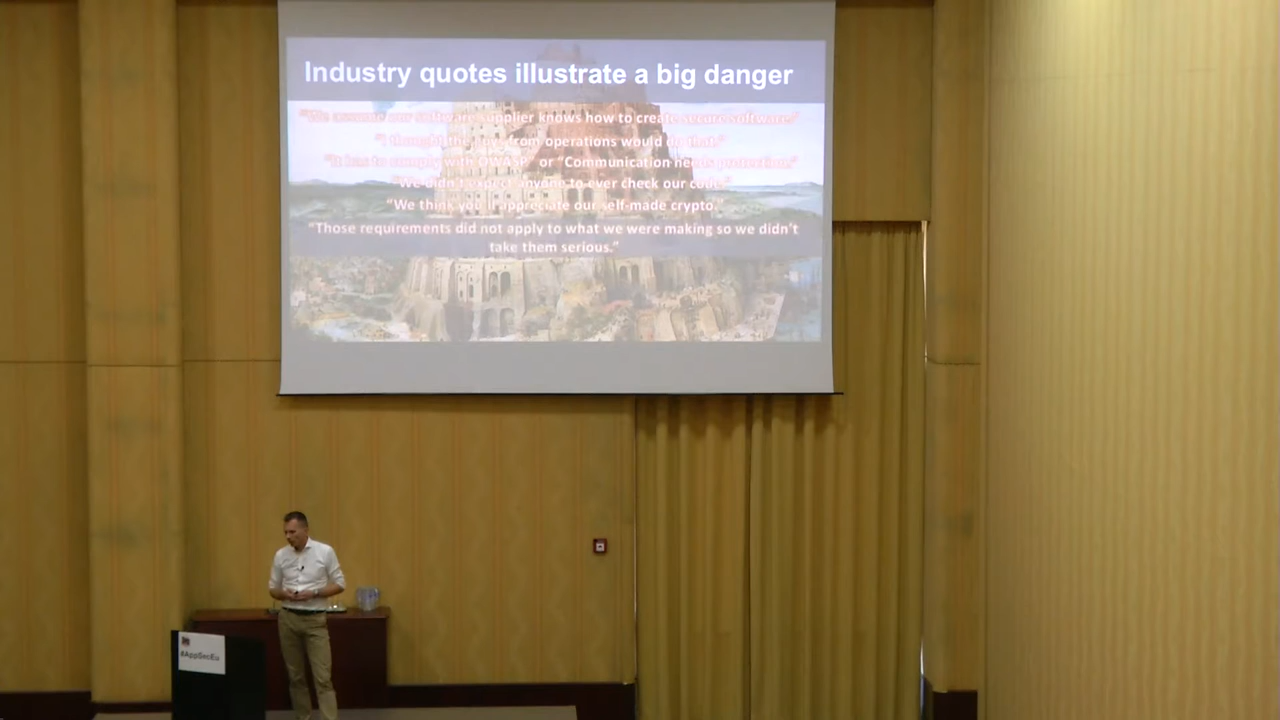 Industry quotes illustrate a big danger
"We assume our software supplier knows how to create secure software."
"I thought the guys from operations would do that."
"It has to comply with OWASP" or "Communication needs protection."
"We didn't expect anyone to ever check our code."
"We think you'll appreciate our self-made crypto."
"Those requirements did not apply to what we were making so we didn't
take them serious."
#AppSecEu